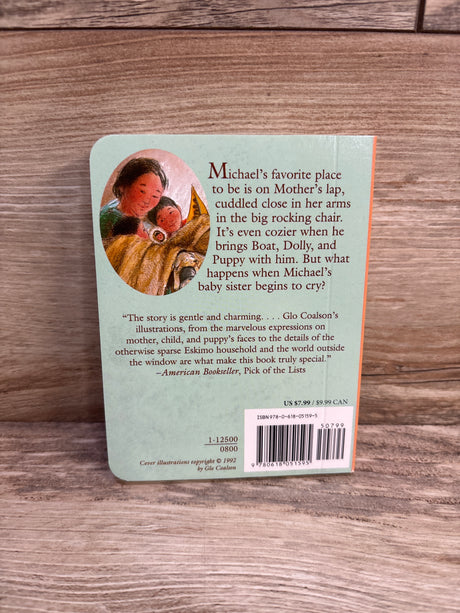 Michael's favorite place
to be is on Mother's lap,
cuddled close in her arms
in the big rocking chair.
It's even cozier when he
brings Boat, Dolly, and
Puppy with him. But what
happens when Michael's
baby sister begins to cry?
"The story is gentle and charming. . . . Glo Coalson's
illustrations, from the marvelous expressions on
mother, child, and puppy's faces to the details of the
otherwise sparse Eskimo household and the world outside
the window are what make this book truly special."
–American Bookseller, Pick of the Lists
US $7.99 / $9.99 CAN
ISBN 978-0-618-05159-5
50799
9 780618 051595
1-12500
0800
Cover illustrations copyright © 1992
by Glo Coalson